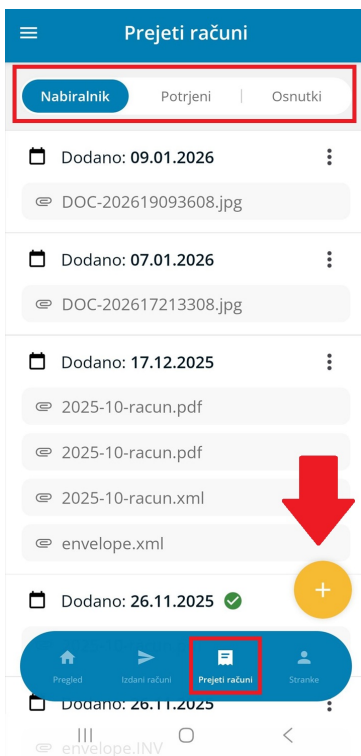 Prejeti računi
Nabiralnik Potrjeni Osnutki
Dodano: 09.01.2026
DOC-202619093608.jpg
Dodano: 07.01.2026
DOC-202617213308.jpg
Dodano: 17.12.2025
2025-10-racun.pdf
2025-10-racun.pdf
2025-10-racun.xml
envelope.xml
Dodano: 26.11.2025
Pregled Izdani računi Prejeti računi Stranke
Dodano: 26.11.2025
envelope.INV